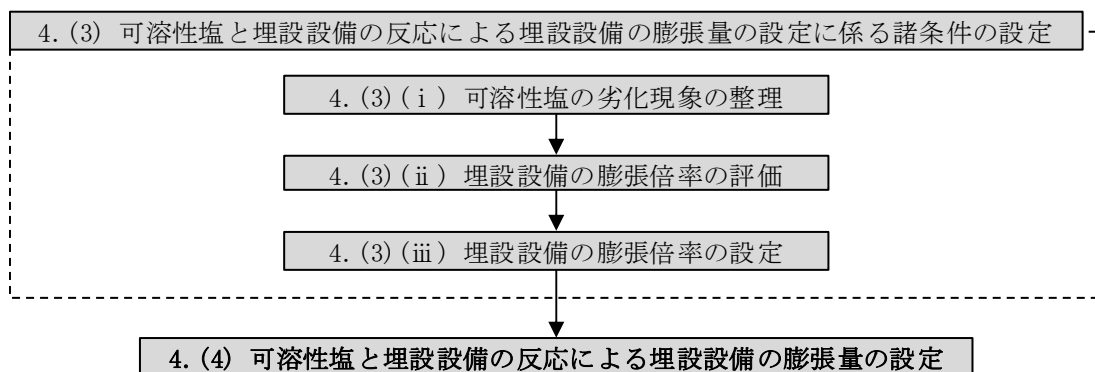 4.(3) 可溶性塩と埋設設備の反応による埋設設備の膨張量の設定に係る諸条件の設定
4.(3)(ⅰ) 可溶性塩の劣化現象の整理
4.(3)(ⅱ) 埋設設備の膨張倍率の評価
4.(3)(ⅲ) 埋設設備の膨張倍率の設定
4.(4) 可溶性塩と埋設設備の反応による埋設設備の膨張量の設定